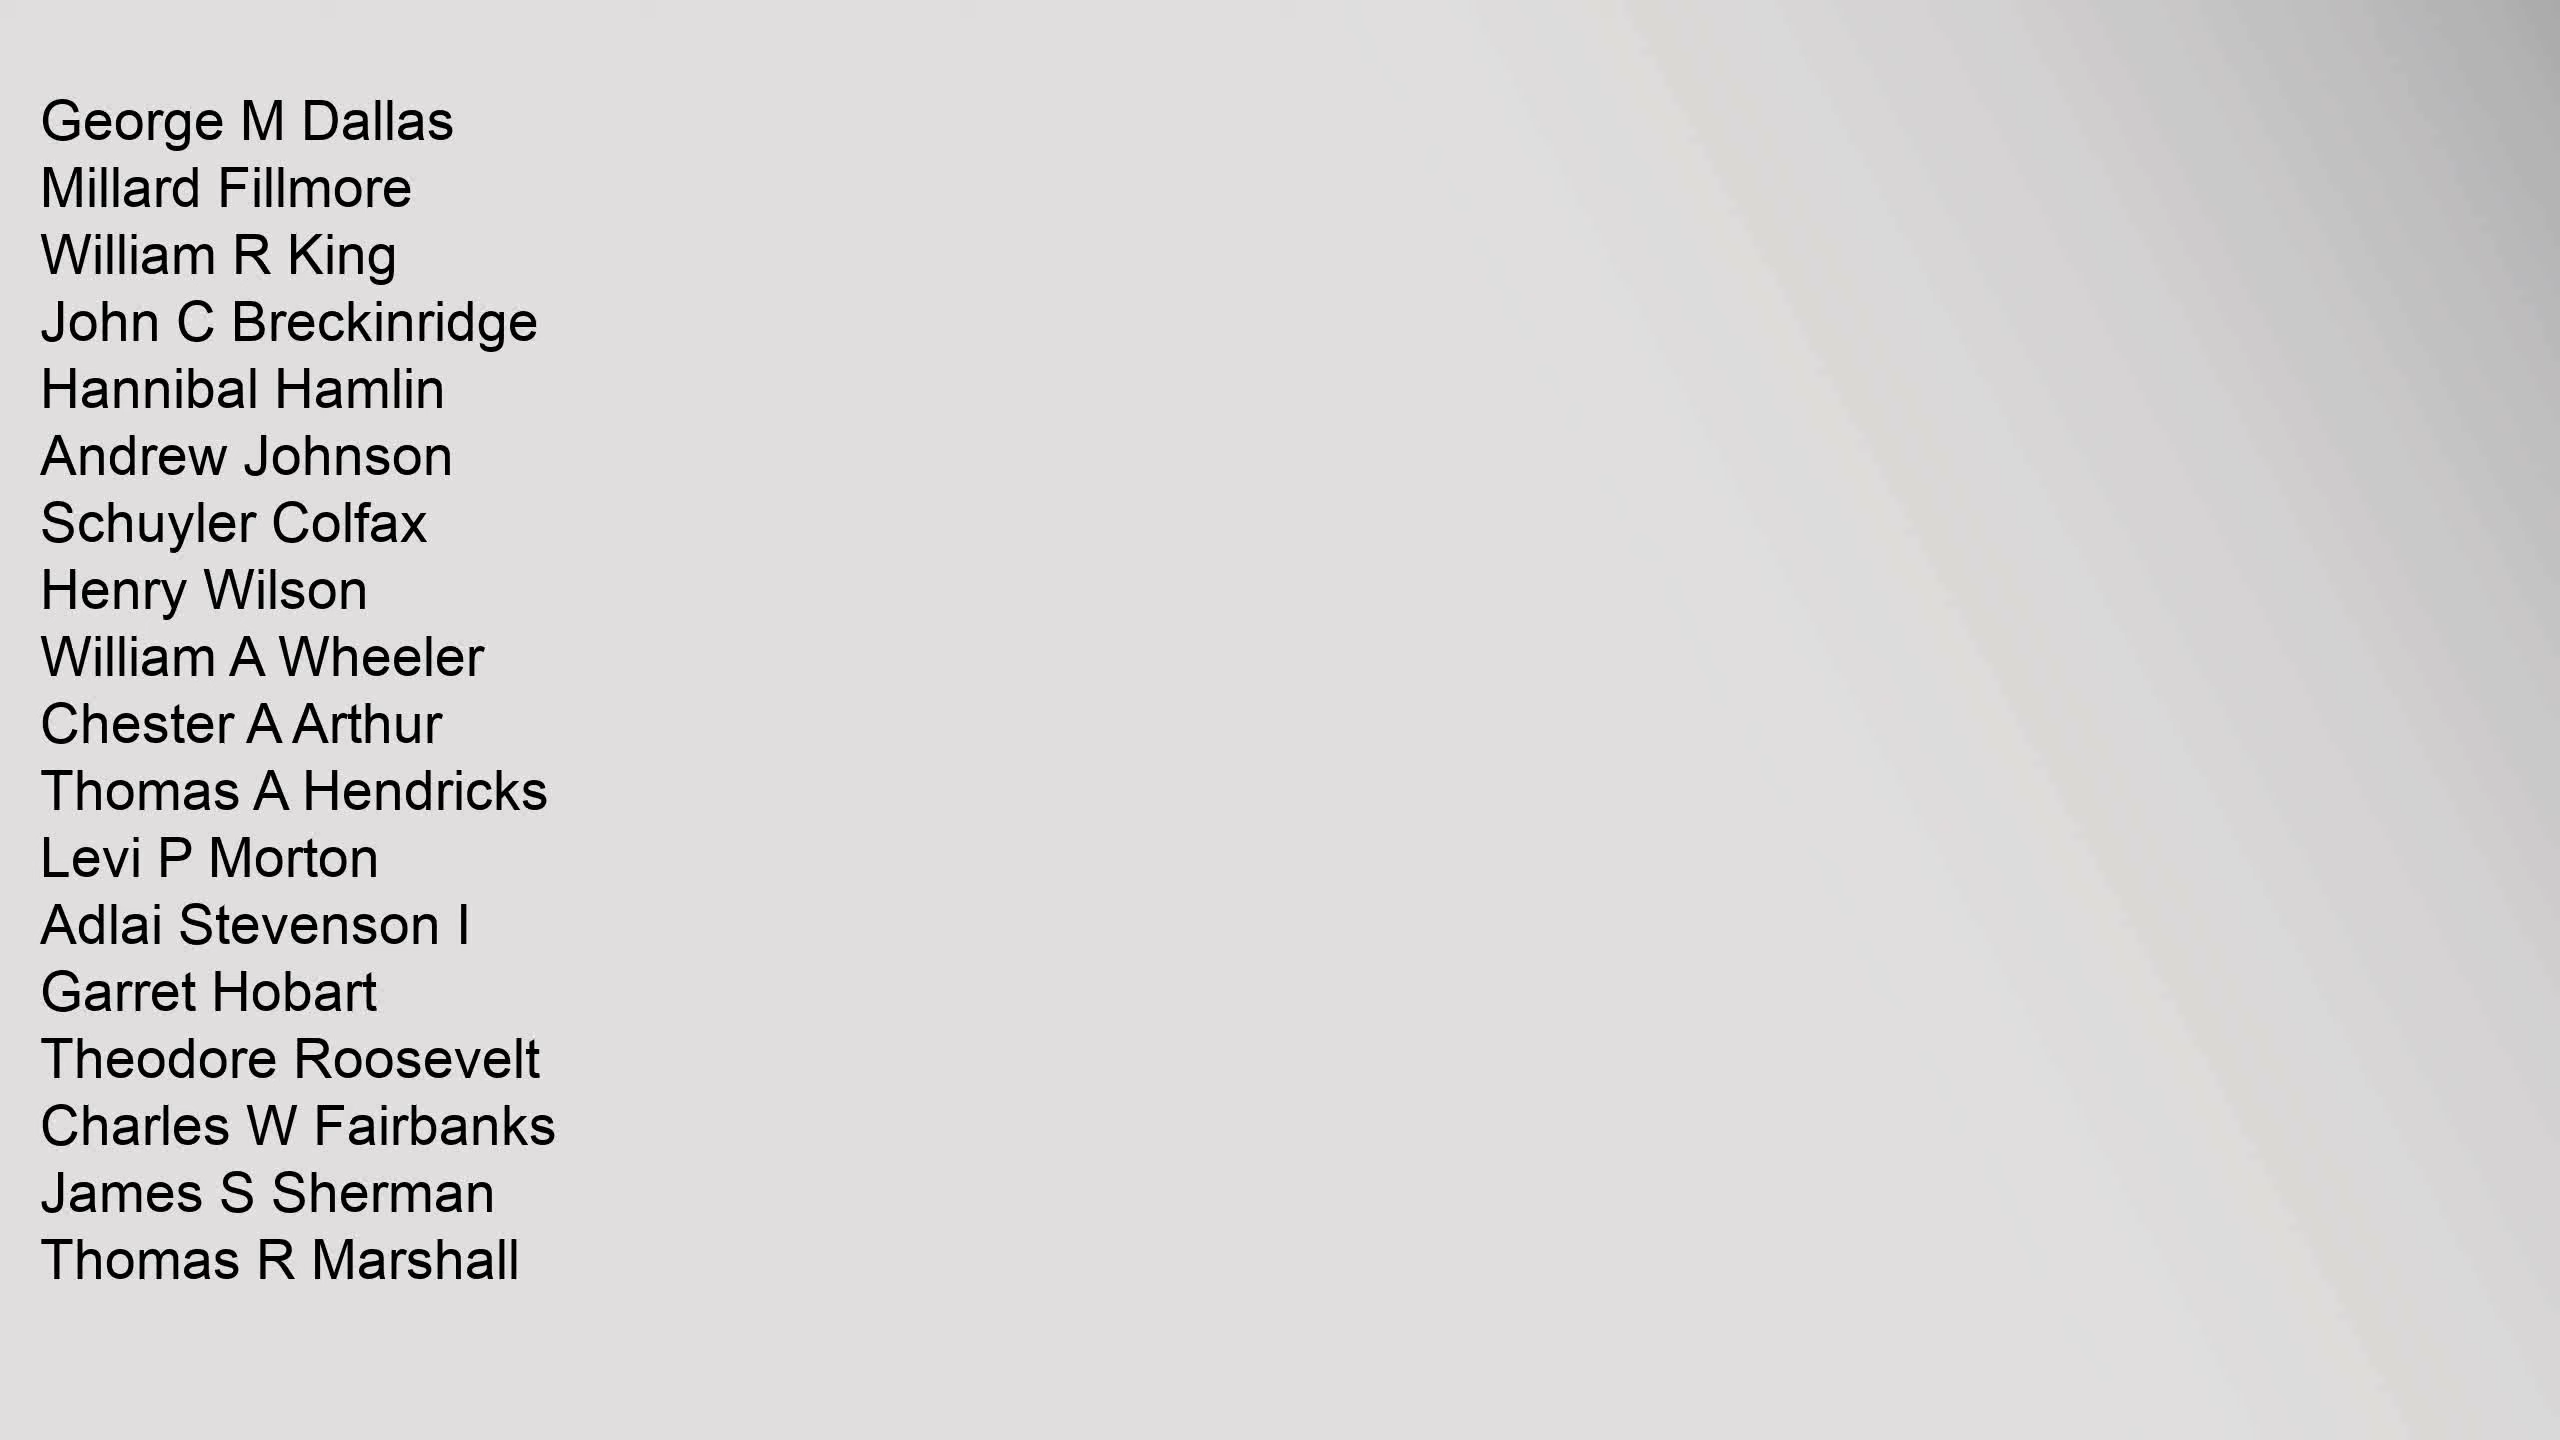 George M Dallas
Millard Fillmore
William R King
John C Breckinridge
Hannibal Hamlin
Andrew Johnson
Schuyler Colfax
Henry Wilson
William A Wheeler
Chester A Arthur
Thomas A Hendricks
Levi P Morton
Adlai Stevenson I
Garret Hobart
Theodore Roosevelt
Charles W Fairbanks
James S Sherman
Thomas R Marshall